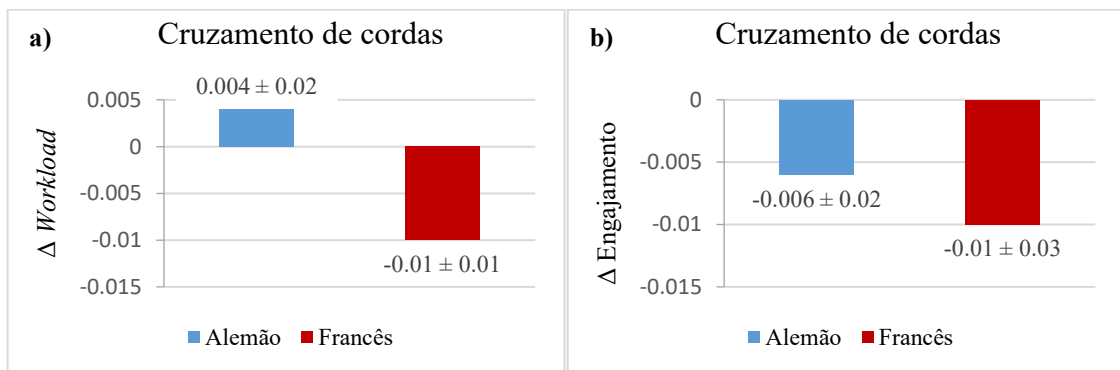 a)
Cruzamento de cordas
0.004 ± 0.02
0.005
0
-0.005
-0.01
-0.015
Δ Workload
-0.01 ± 0.01
Alemão Francês
b)
Cruzamento de cordas
0
-0.005
-0.01
-0.015
Δ Engajamento
-0.006 ± 0.02
-0.01 ± 0.03
Alemão Francês